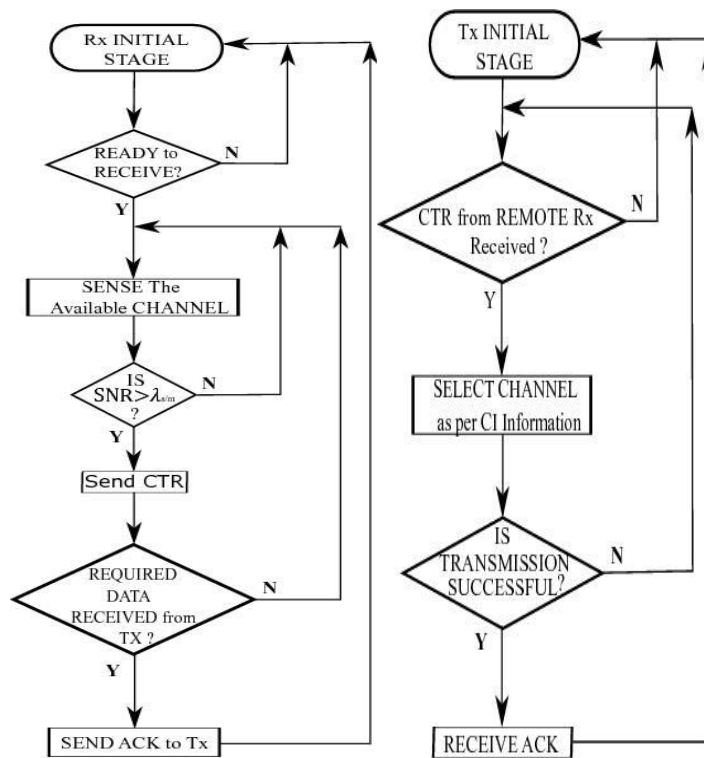 Rx INITIAL
STAGE
READY to
RECEIVE?
N
Y
SENSE The
Available CHANNEL
IS
SNR>λs/m
?
N
Y
Send CTR
REQUIRED
DATA
RECEIVED from
TX ?
N
Y
SEND ACK to Tx
Tx INITIAL
STAGE
CTR from REMOTE Rx
Received ?
N
Y
SELECT CHANNEL
as per CI Information
IS
TRANSMISSION
SUCCESSFUL?
N
Y
RECEIVE ACK